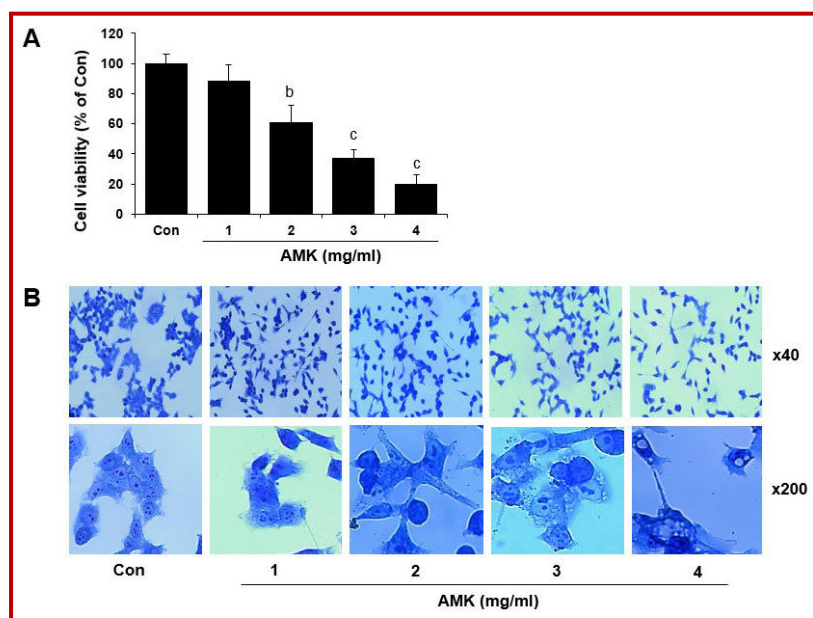 A
Cell viability (% of Con)
120
100
80
60
40
20
0
b
c
c
Con 1 2 3 4
AMK (mg/ml)
B
x40
x200
Con 1 2 3 4
AMK (mg/ml)